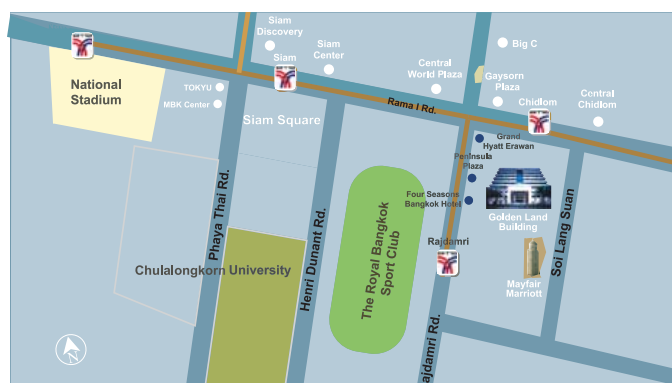 Siam
Discovery
Siam
Siam
Center
Big C
Central
World Plaza
Gaysorn
Plaza
Chidlom
Central
Chidlom
National
Stadium
TOKYU
MBK Center
Siam Square
Rama I Rd.
Grand
Hyatt Erawan
Peninsula
Plaza
Four Seasons
Bangkok Hotel
Golden Land
Building
Soi Lang Suan
Phaya Thai Rd.
Henri Dunant Rd.
The Royal Bangkok
Sport Club
Rajdamri
Chulalongkorn University
Mayfair
Marriott
ajdamri Rd.